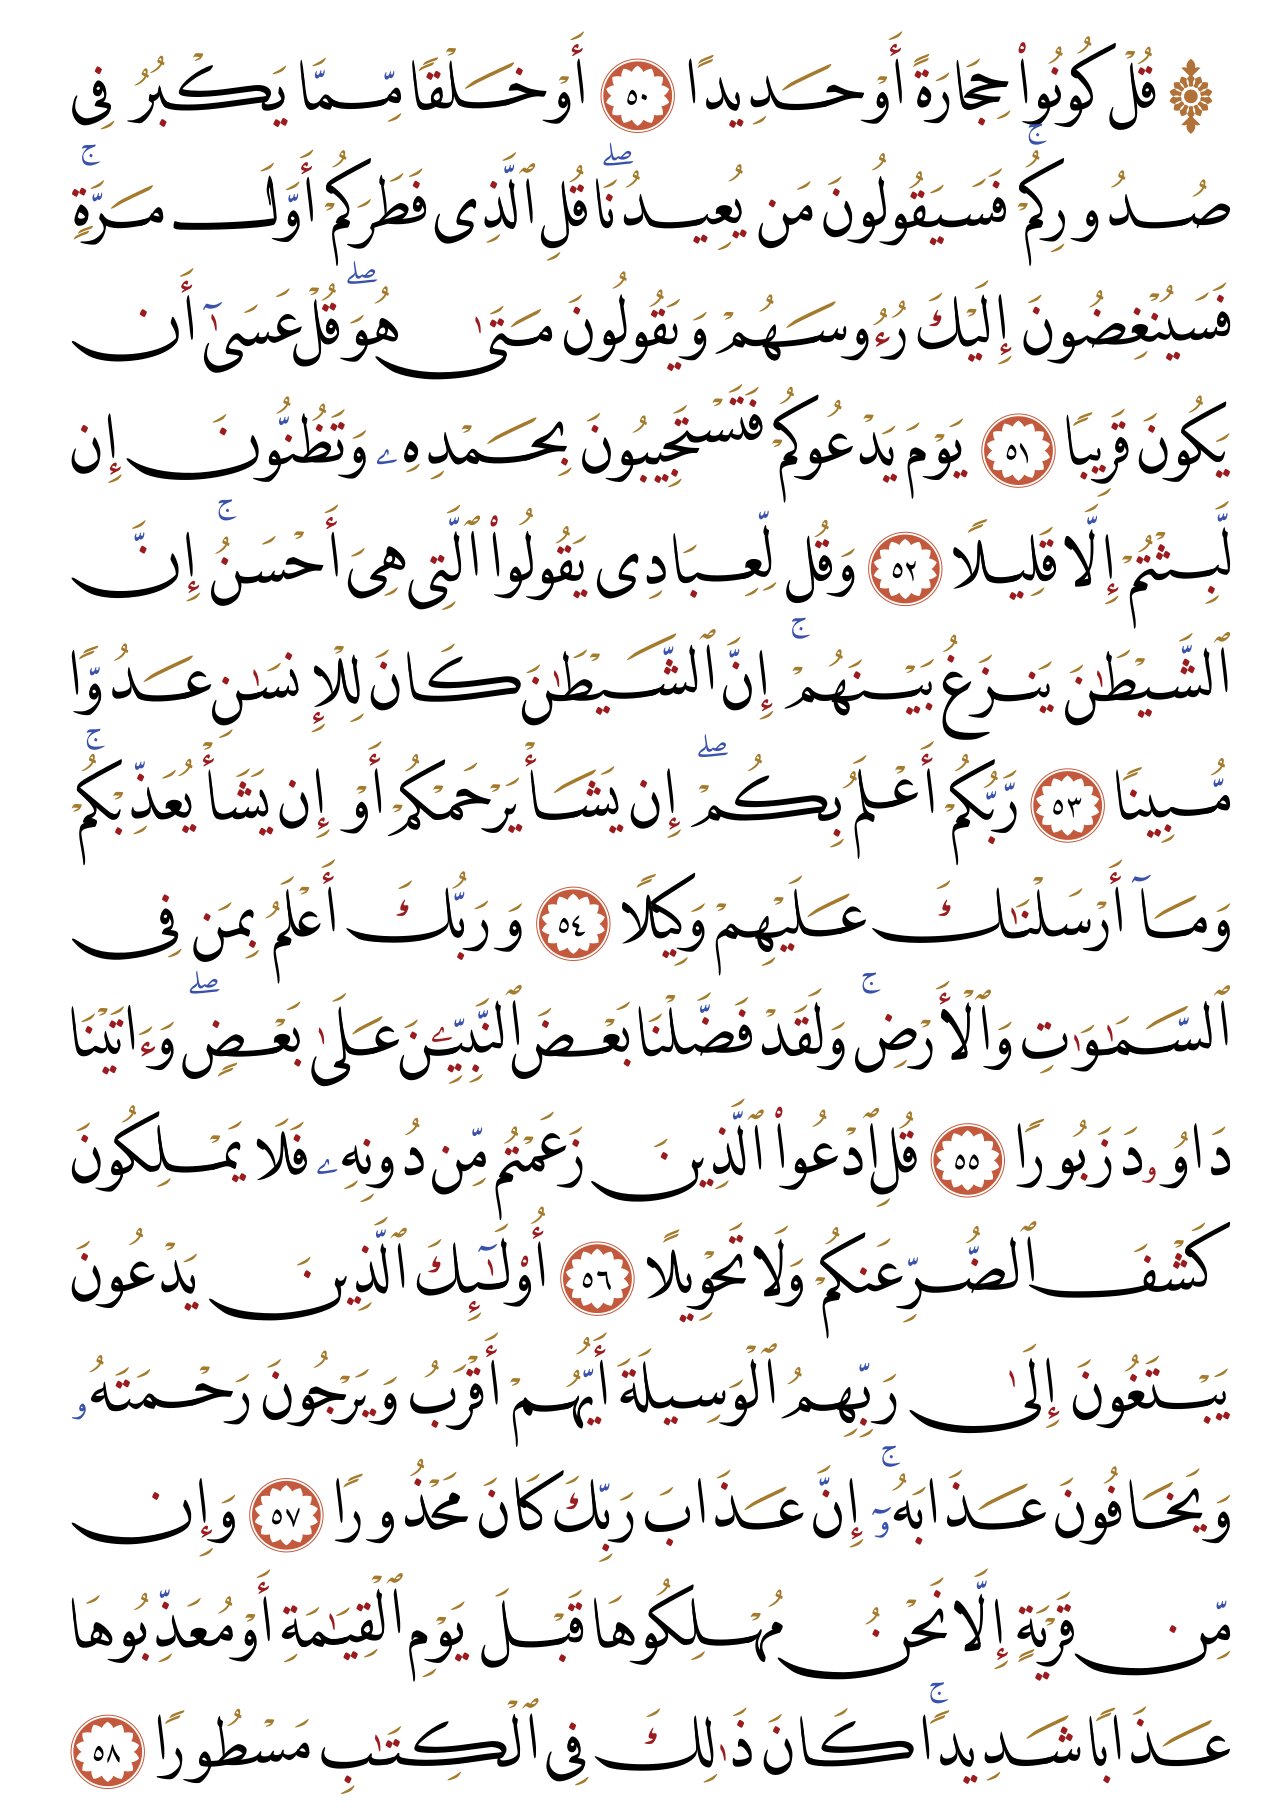 ۞ قُلْ كُونُوا۟ حِجَارَةً أَوْ حَدِيدًا ۝٥٠ أَوْ خَلْقًا مِّمَّا يَكْبُرُ فِى
صُدُورِكُمْ ۚ فَسَيَقُولُونَ مَن يُعِيدُنَا ۖ قُلِ ٱلَّذِى فَطَرَكُمْ أَوَّلَ مَرَّةٍ ۚ
فَسَيُنْغِضُونَ إِلَيْكَ رُءُوسَهُمْ وَيَقُولُونَ مَتَىٰ هُوَ ۖ قُلْ عَسَىٰٓ أَن
يَكُونَ قَرِيبًا ۝٥١ يَوْمَ يَدْعُوكُمْ فَتَسْتَجِيبُونَ بِحَمْدِهِۦ وَتَظُنُّونَ إِن
لَّبِثْتُمْ إِلَّا قَلِيلًا ۝٥٢ وَقُل لِّعِبَادِى يَقُولُوا۟ ٱلَّتِى هِىَ أَحْسَنُ ۚ إِنَّ
ٱلشَّيْطَٰنَ يَنزَغُ بَيْنَهُمْ ۚ إِنَّ ٱلشَّيْطَٰنَ كَانَ لِلْإِنسَٰنِ عَدُوًّا
مُّبِينًا ۝٥٣ رَّبُّكُمْ أَعْلَمُ بِكُمْ ۖ إِن يَشَأْ يَرْحَمْكُمْ أَوْ إِن يَشَأْ يُعَذِّبْكُمْ ۚ
وَمَآ أَرْسَلْنَٰكَ عَلَيْهِمْ وَكِيلًا ۝٥٤ وَرَبُّكَ أَعْلَمُ بِمَن فِى
ٱلسَّمَٰوَٰتِ وَٱلْأَرْضِ ۚ وَلَقَدْ فَضَّلْنَا بَعْضَ ٱلنَّبِيِّۦنَ عَلَىٰ بَعْضٍ ۖ وَءَاتَيْنَا
دَاوُۥدَ زَبُورًا ۝٥٥ قُلِ ٱدْعُوا۟ ٱلَّذِينَ زَعَمْتُم مِّن دُونِهِۦ فَلَا يَمْلِكُونَ
كَشْفَ ٱلضُّرِّ عَنكُمْ وَلَا تَحْوِيلًا ۝٥٦ أُو۟لَٰٓئِكَ ٱلَّذِينَ يَدْعُونَ
يَبْتَغُونَ إِلَىٰ رَبِّهِمُ ٱلْوَسِيلَةَ أَيُّهُمْ أَقْرَبُ وَيَرْجُونَ رَحْمَتَهُۥ
وَيَخَافُونَ عَذَابَهُۥٓ ۚ إِنَّ عَذَابَ رَبِّكَ كَانَ مَحْذُورًا ۝٥٧ وَإِن
مِّن قَرْيَةٍ إِلَّا نَحْنُ مُهْلِكُوهَا قَبْلَ يَوْمِ ٱلْقِيَٰمَةِ أَوْ مُعَذِّبُوهَا
عَذَابًا شَدِيدًا ۚ كَانَ ذَٰلِكَ فِى ٱلْكِتَٰبِ مَسْطُورًا ۝٥٨